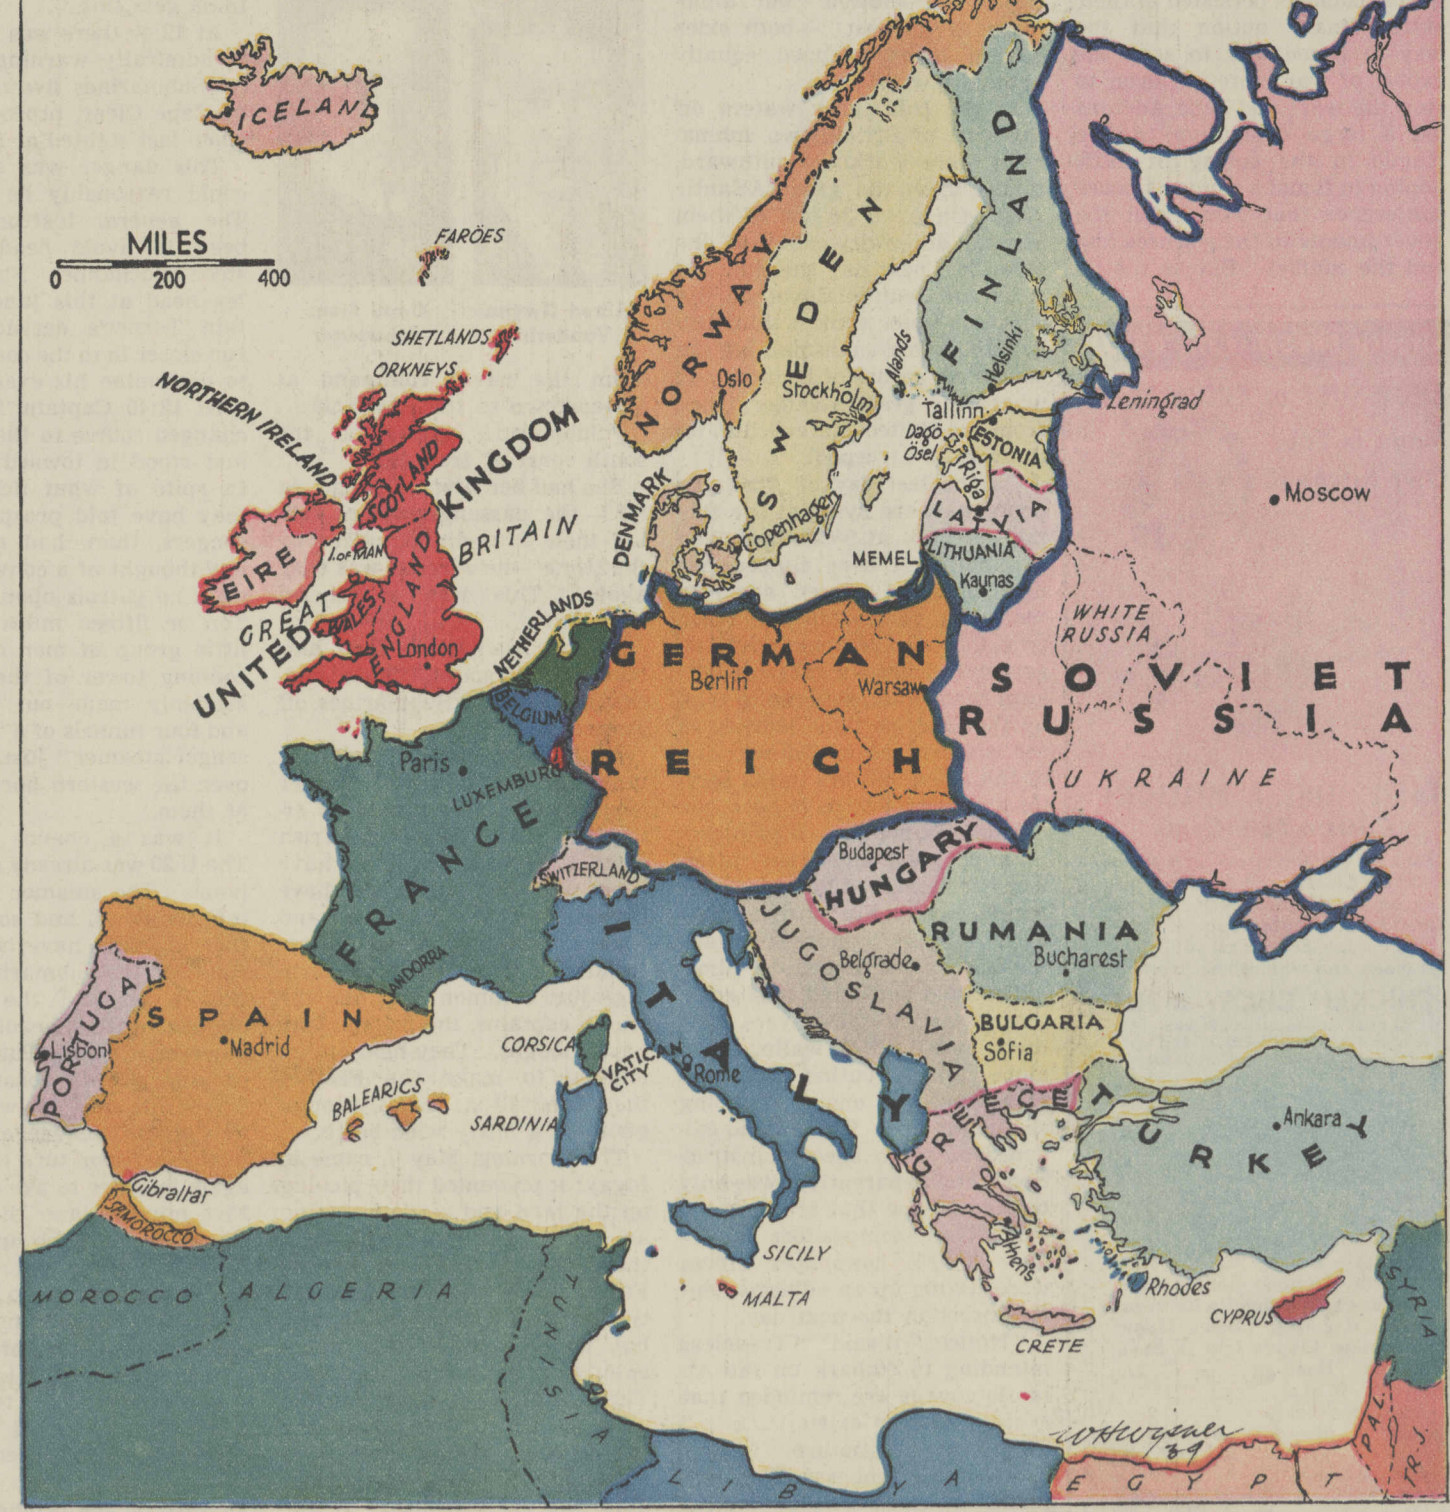 ICELAND
MILES
0 200 400
FARÖES
SHETLANDS
ORKNEYS
NORTHERN IRELAND
SCOTLAND
UNITED KINGDOM
GREAT BRITAIN
I. of MAN
EIRE
WALES
ENGLAND
London
NORWAY
Oslo
SWEDEN
Stockholm
FINLAND
Helsinki
Alands
Leningrad
Tallinn
Dagö
Ösel
ESTONIA
Riga
LATVIA
LITHUANIA
Kaunas
MEMEL
DENMARK
Copenhagen
Moscow
WHITE
RUSSIA
SOVIET
RUSSIA
UKRAINE
NETHERLANDS
BELGIUM
LUXEMBURG
GERMAN
REICH
Berlin
Warsaw
Paris
FRANCE
SWITZERLAND
Budapest
HUNGARY
RUMANIA
Bucharest
JUGOSLAVIA
Belgrade
BULGARIA
Sofia
ITALY
VATICAN
CITY
Rome
CORSICA
SARDINIA
SICILY
MALTA
ANDORRA
SPAIN
Madrid
PORTUGAL
Lisbon
BALEARICS
Gibraltar
SP. MOROCCO
GREECE
Athens
CRETE
TURKEY
Ankara
Rhodes
CYPRUS
SYRIA
PAL.
TR.J.
MOROCCO
ALGERIA
TUNISIA
LIBYA
EGYPT
WH Wisner
39